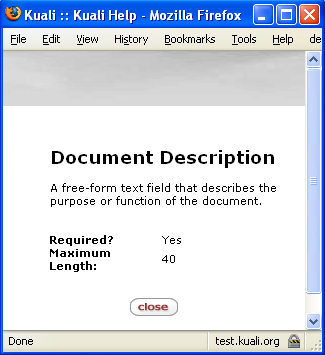 Kuali :: Kuali Help - Mozilla Firefox
File Edit View History Bookmarks Tools Help de
Document Description
A free-form text field that describes the
purpose or function of the document.
Required? Yes
Maximum
Length: 40
close
Done test.kuali.org